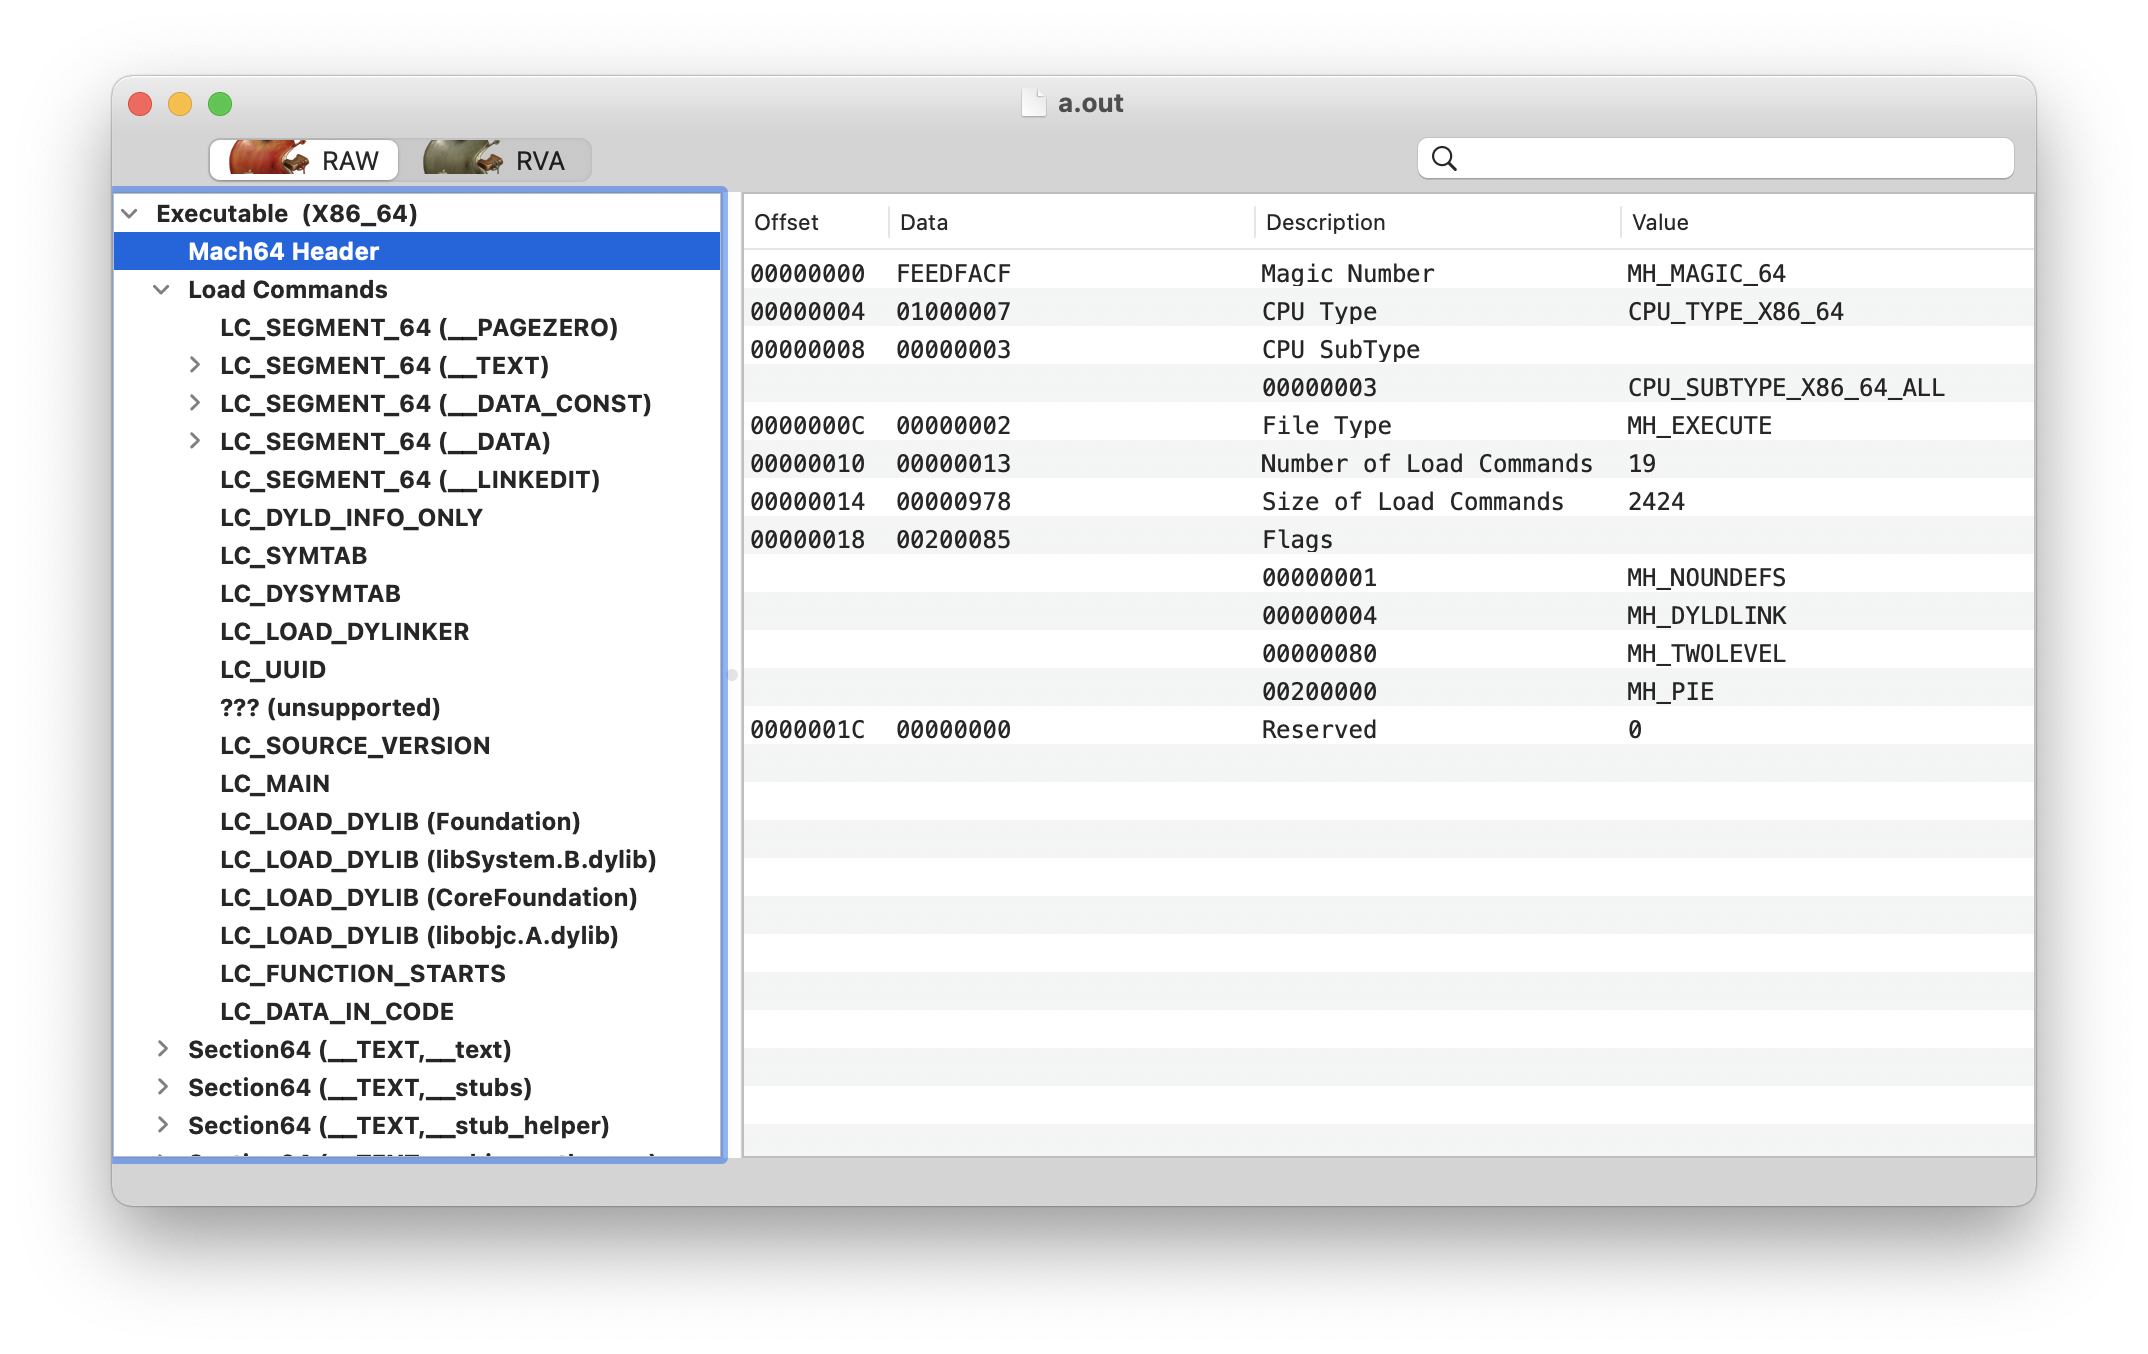 a.out
RAW
RVA
Executable (X86_64)
Mach64 Header
Load Commands
LC_SEGMENT_64 (__PAGEZERO)
LC_SEGMENT_64 (__TEXT)
LC_SEGMENT_64 (__DATA_CONST)
LC_SEGMENT_64 (__DATA)
LC_SEGMENT_64 (__LINKEDIT)
LC_DYLD_INFO_ONLY
LC_SYMTAB
LC_DYSYMTAB
LC_LOAD_DYLINKER
LC_UUID
??? (unsupported)
LC_SOURCE_VERSION
LC_MAIN
LC_LOAD_DYLIB (Foundation)
LC_LOAD_DYLIB (libSystem.B.dylib)
LC_LOAD_DYLIB (CoreFoundation)
LC_LOAD_DYLIB (libobjc.A.dylib)
LC_FUNCTION_STARTS
LC_DATA_IN_CODE
Section64 (__TEXT,__text)
Section64 (__TEXT,__stubs)
Section64 (__TEXT,__stub_helper)
Offset Data Description Value
00000000 FEEDFACF Magic Number MH_MAGIC_64
00000004 01000007 CPU Type CPU_TYPE_X86_64
00000008 00000003 CPU SubType
00000003 CPU_SUBTYPE_X86_64_ALL
0000000C 00000002 File Type MH_EXECUTE
00000010 00000013 Number of Load Commands 19
00000014 00000978 Size of Load Commands 2424
00000018 00200085 Flags
00000001 MH_NOUNDEFS
00000004 MH_DYLDLINK
00000080 MH_TWOLEVEL
00200000 MH_PIE
0000001C 00000000 Reserved 0